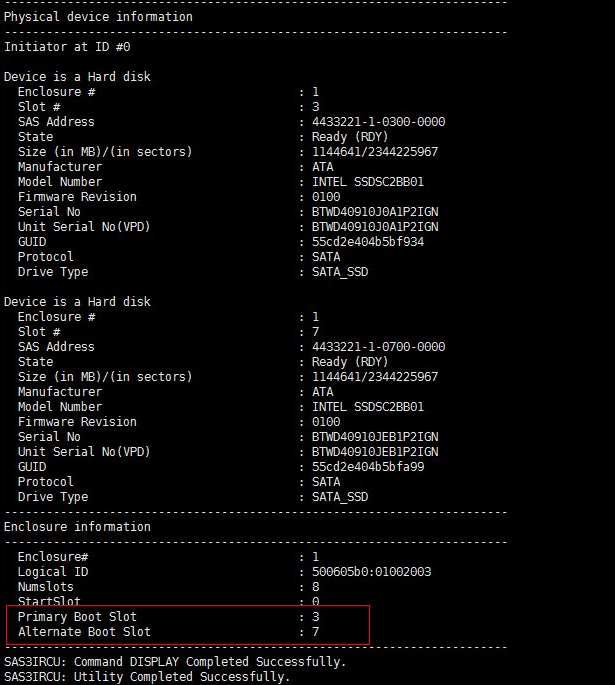 --------------------------------------------------------------------------------
Physical device information
--------------------------------------------------------------------------------
Initiator at ID #0
Device is a Hard disk
Enclosure # : 1
Slot # : 3
SAS Address : 4433221-1-0300-0000
State : Ready (RDY)
Size (in MB)/(in sectors) : 1144641/2344225967
Manufacturer : ATA
Model Number : INTEL SSDSC2BB01
Firmware Revision : 0100
Serial No : BTWD40910J0A1P2IGN
Unit Serial No(VPD) : BTWD40910J0A1P2IGN
GUID : 55cd2e404b5bf934
Protocol : SATA
Drive Type : SATA_SSD
Device is a Hard disk
Enclosure # : 1
Slot # : 7
SAS Address : 4433221-1-0700-0000
State : Ready (RDY)
Size (in MB)/(in sectors) : 1144641/2344225967
Manufacturer : ATA
Model Number : INTEL SSDSC2BB01
Firmware Revision : 0100
Serial No : BTWD40910JEB1P2IGN
Unit Serial No(VPD) : BTWD40910JEB1P2IGN
GUID : 55cd2e404b5bfa99
Protocol : SATA
Drive Type : SATA_SSD
--------------------------------------------------------------------------------
Enclosure information
--------------------------------------------------------------------------------
Enclosure# : 1
Logical ID : 500605b0:01002003
Numslots : 8
StartSlot : 0
Primary Boot Slot : 3
Alternate Boot Slot : 7
--------------------------------------------------------------------------------
SAS3IRCU: Command DISPLAY Completed Successfully.
SAS3IRCU: Utility Completed Successfully.